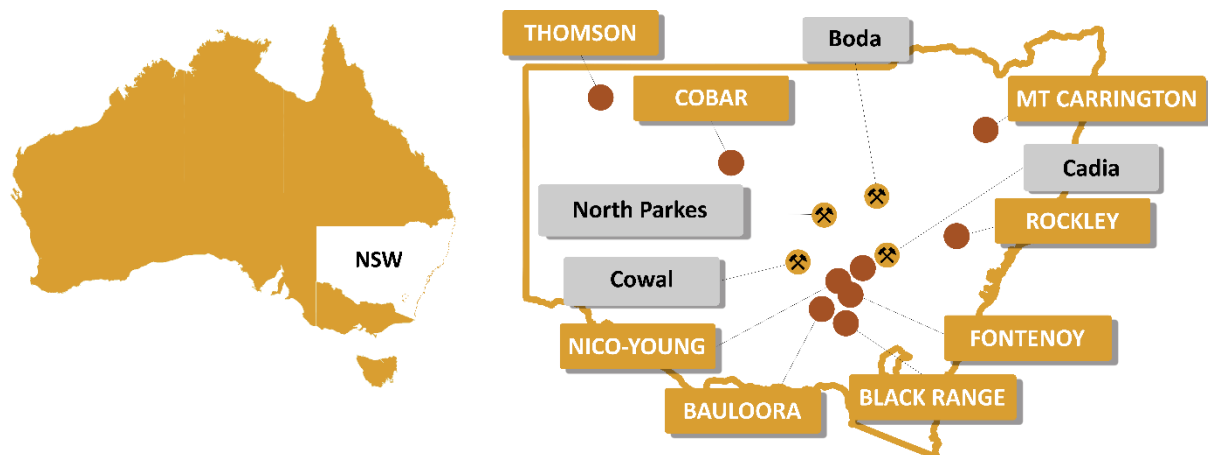 NSW
THOMSON
Boda
COBAR
MT CARRINGTON
Cadia
North Parkes
ROCKLEY
Cowal
NICO-YOUNG
FONTENOY
BAULOORA
BLACK RANGE